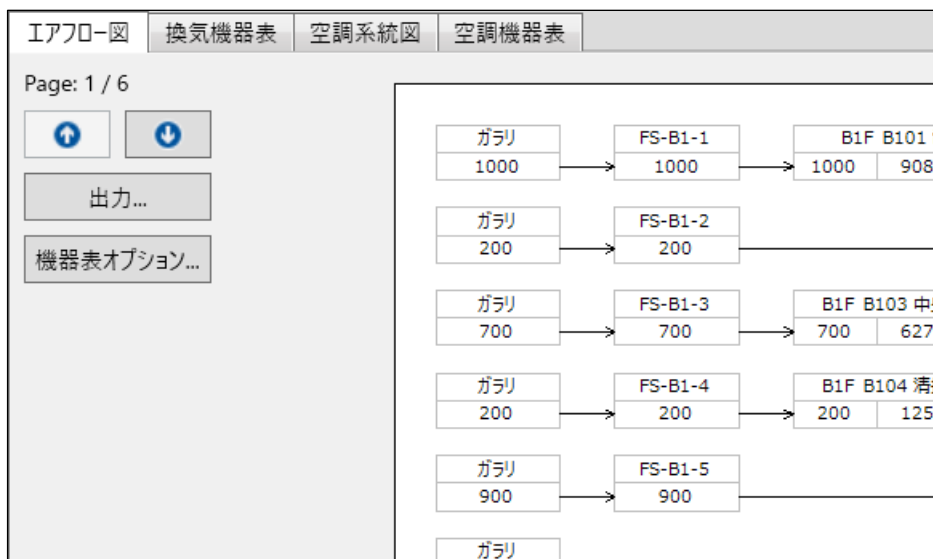 エアフロー図 換気機器表 空調系統図 空調機器表
Page: 1 / 6
出力...
機器表オプション...
ガラリ FS-B1-1 B1F B101
1000 1000 1000 908
ガラリ FS-B1-2
200 200
ガラリ FS-B1-3 B1F B103 中
700 700 700 627
ガラリ FS-B1-4 B1F B104 清
200 200 200 125
ガラリ FS-B1-5
900 900
ガラリ